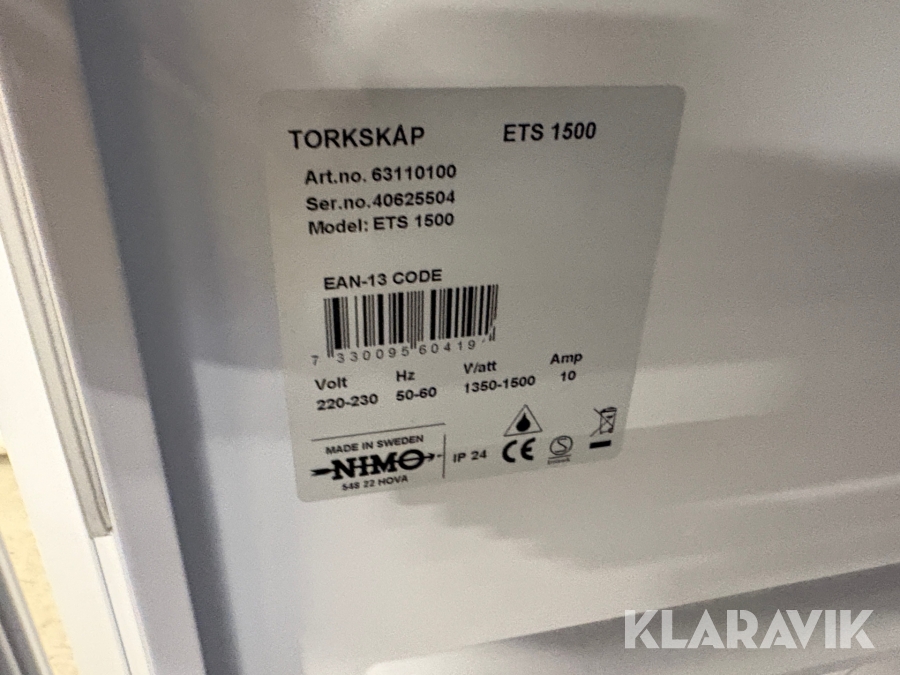 TORKSKÅP ETS 1500
Art.no. 63110100
Ser.no.40625504
Model: ETS 1500
EAN-13 CODE
7 330095 60419
Volt Hz Watt Amp
220-230 50-60 1350-1500 10
MADE IN SWEDEN
NIMO IP 24 CE S
548 22 HOVA
KLARAVIK